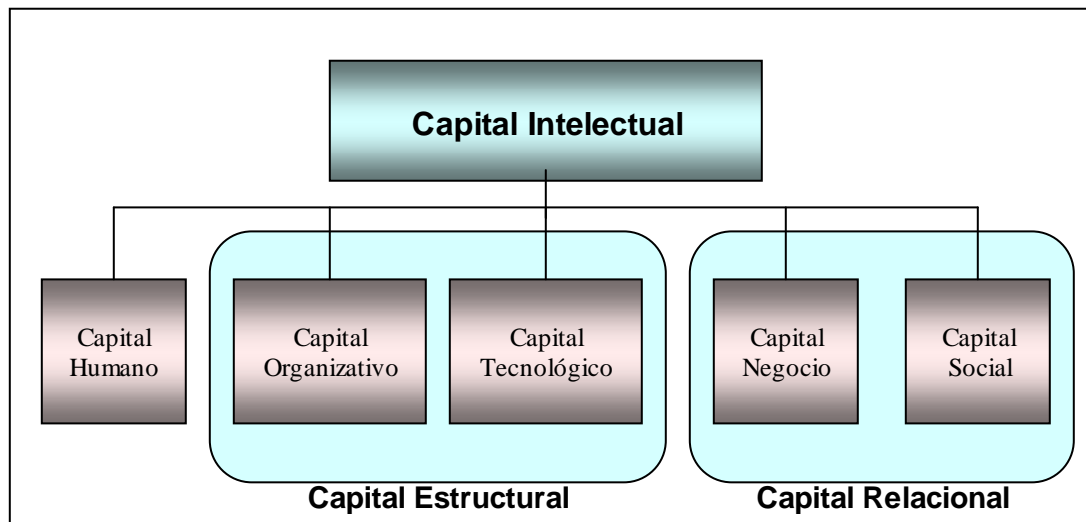 Capital Intelectual
Capital
Humano
Capital
Organizativo
Capital
Tecnológico
Capital
Negocio
Capital
Social
Capital Estructural
Capital Relacional